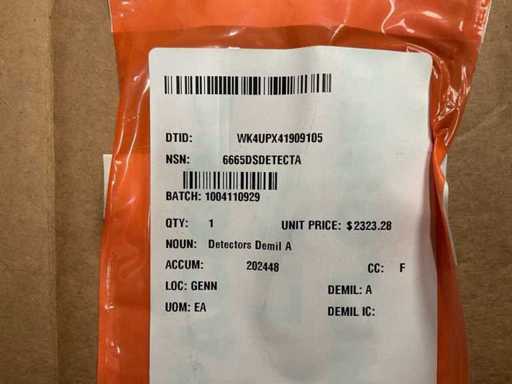 DTID: WK4UPX41909105
NSN: 6665DSDETECTA
BATCH: 1004110929
QTY: 1 UNIT PRICE: $2323.28
NOUN: Detectors Demil A
ACCUM: 202448 CC: F
LOC: GENN DEMIL: A
UOM: EA DEMIL IC: